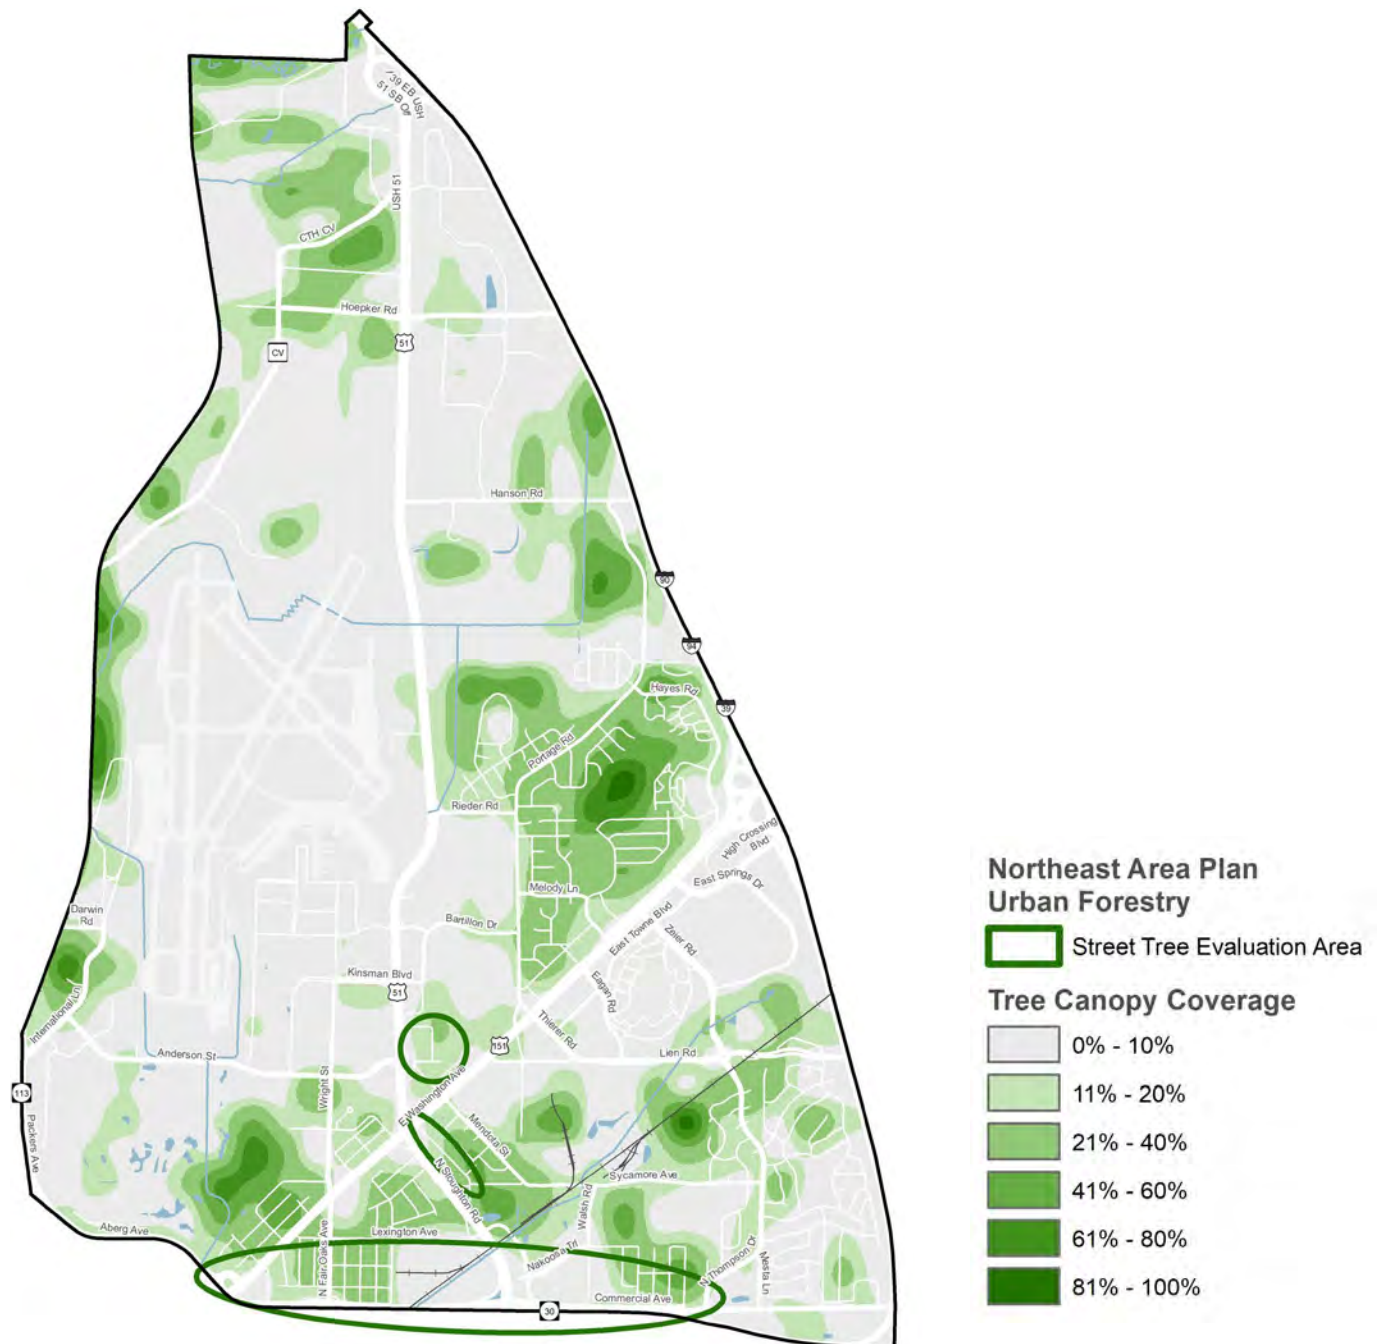 I39 EB USH
51 SB Off
USH 51
CTH CV
Hoepker Rd
51
CV
Hanson Rd
90
94
Hayes Rd
39
Portage Rd
Rieder Rd
High Crossing
Blvd
East Springs Dr
Melody Ln
Darwin
Rd
Bartillon Dr
East Towne Blvd
Zeier Rd
Kinsman Blvd
51
Eagan Rd
International Ln
Thierer Rd
151
Anderson St
Lien Rd
Wright St
E Washington Ave
113
Packers Ave
Mendota St
N Stoughton Rd
Sycamore Ave
Walsh Rd
Aberg Ave
N Fair Oaks Ave
Lexington Ave
Nakoosa Trl
N Thompson Dr
Nesta Ln
Commercial Ave
30
Northeast Area Plan
Urban Forestry
Street Tree Evaluation Area
Tree Canopy Coverage
0% - 10%
11% - 20%
21% - 40%
41% - 60%
61% - 80%
81% - 100%